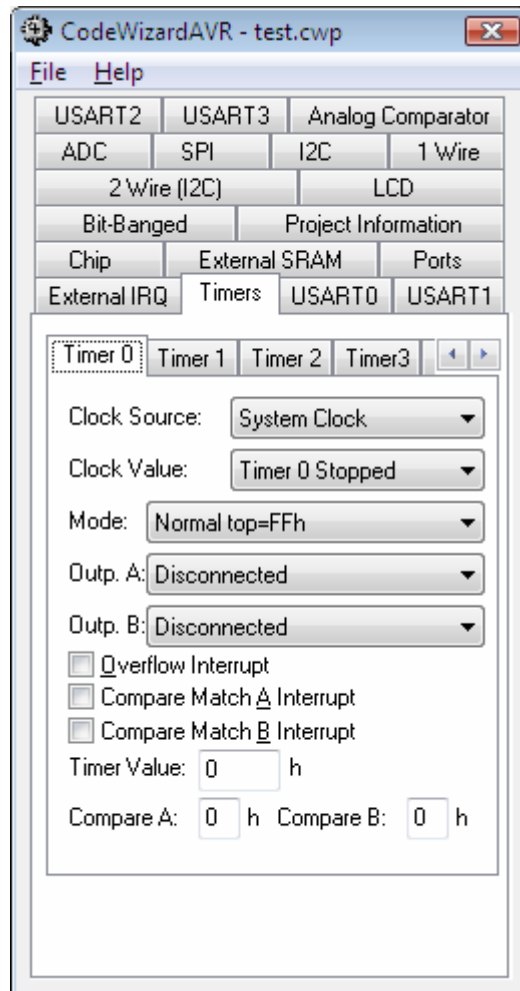 CodeWizardAVR - test.cwp
File Help
USART2 USART3 Analog Comparator
ADC SPI I2C 1 Wire
2 Wire (I2C) LCD
Bit-Banged Project Information
Chip External SRAM Ports
External IRQ Timers USART0 USART1
Timer 0 Timer 1 Timer 2 Timer3
Clock Source: System Clock
Clock Value: Timer 0 Stopped
Mode: Normal top=FFh
Outp. A: Disconnected
Outp. B: Disconnected
Overflow Interrupt
Compare Match A Interrupt
Compare Match B Interrupt
Timer Value: 0 h
Compare A: 0 h Compare B: 0 h